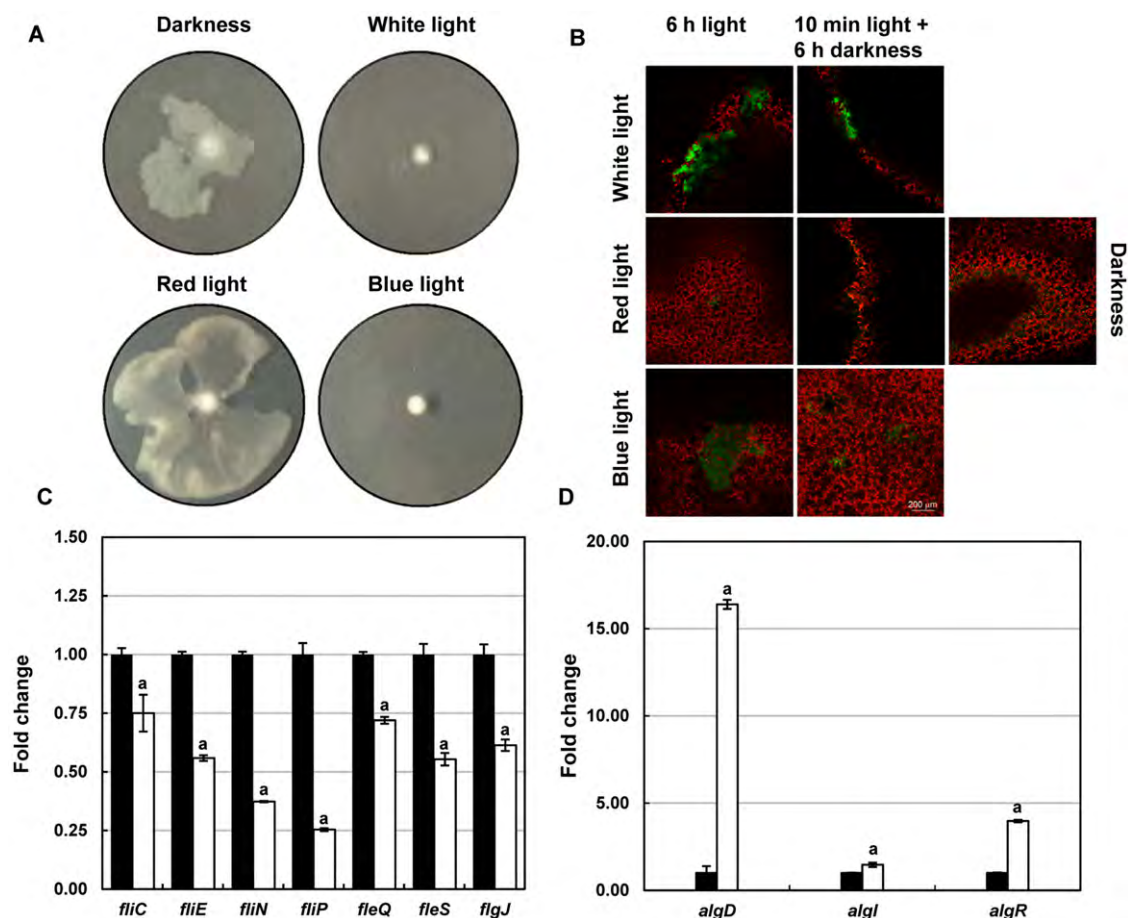 A
Darkness
White light
Red light
Blue light
B
6 h light
10 min light +
6 h darkness
White light
Red light
Blue light
Darkness
200 µm
C
Fold change
1.50
1.25
1.00
0.75
0.50
0.25
0.00
a
a
a
a
a
a
a
fliC
fliE
fliN
fliP
fleQ
fleS
flgJ
D
Fold change
20.00
15.00
10.00
5.00
0.00
a
a
a
algD
algI
algR